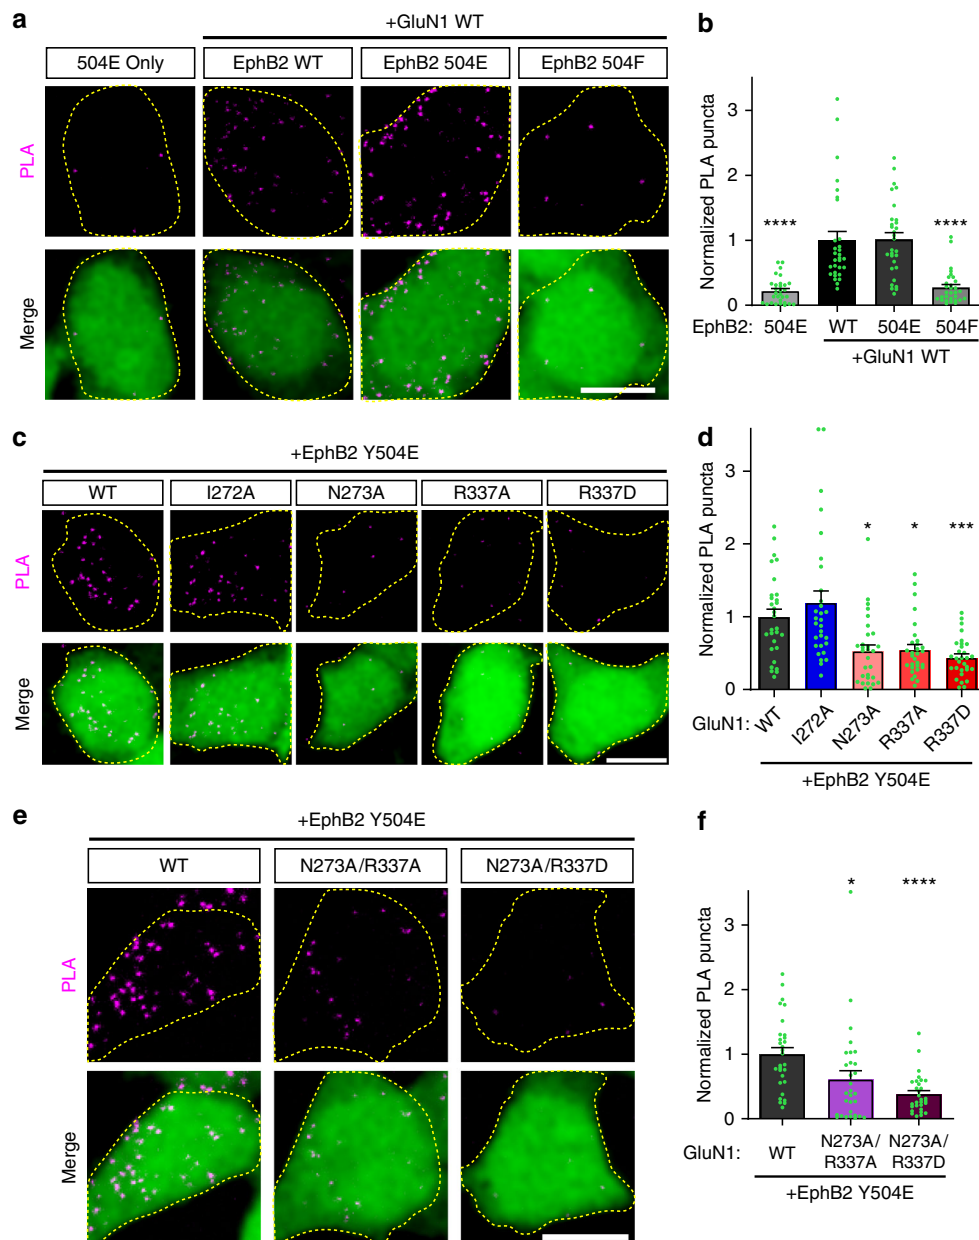 a
+GluN1 WT
504E Only
EphB2 WT
EphB2 504E
EphB2 504F
PLA
Merge
b
Normalized PLA puncta
3
2
1
0
****
****
EphB2:
504E
WT
504E
504F
+GluN1 WT
c
+EphB2 Y504E
WT
I272A
N273A
R337A
R337D
PLA
Merge
d
Normalized PLA puncta
3
2
1
0
*
*
***
GluN1:
WT
I272A
N273A
R337A
R337D
+EphB2 Y504E
e
+EphB2 Y504E
WT
N273A/R337A
N273A/R337D
PLA
Merge
f
Normalized PLA puncta
3
2
1
0
*
****
GluN1:
WT
N273A/
R337A
N273A/
R337D
+EphB2 Y504E